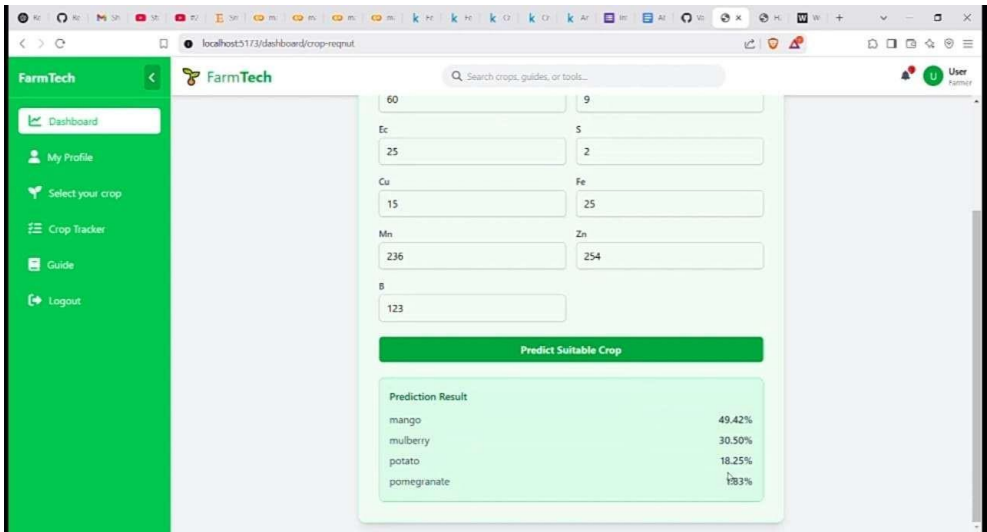 localhost:5173/dashboard/crop-reqnut
FarmTech
FarmTech
Search crops, guides, or tools...
U
User
Farmer
Dashboard
My Profile
Select your crop
Crop Tracker
Guide
Logout
60
9
Ec
S
25
2
Cu
Fe
15
25
Mn
Zn
236
254
B
123
Predict Suitable Crop
Prediction Result
mango 49.42%
mulberry 30.50%
potato 18.25%
pomegranate 1.83%